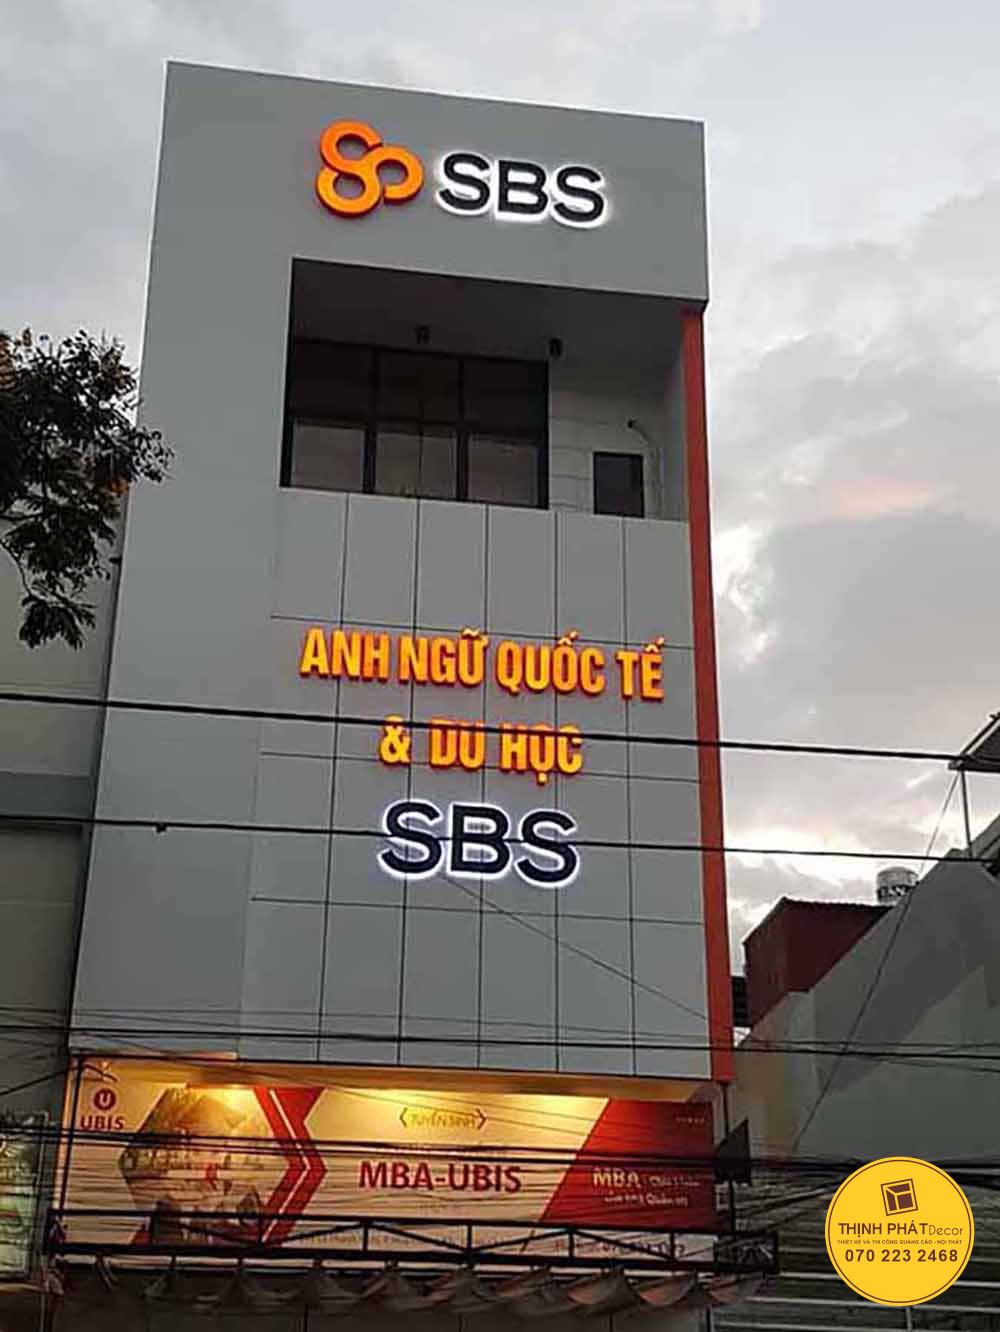 SBS
ANH NGỮ QUỐC TẾ
& DU HỌC
SBS
U
UBIS
TUYỂN SINH
MBA-UBIS
MBA
THỊNH PHÁT Decor
THIẾT KẾ VÀ THI CÔNG QUẢNG CÁO - NỘI THẤT
070 223 2468